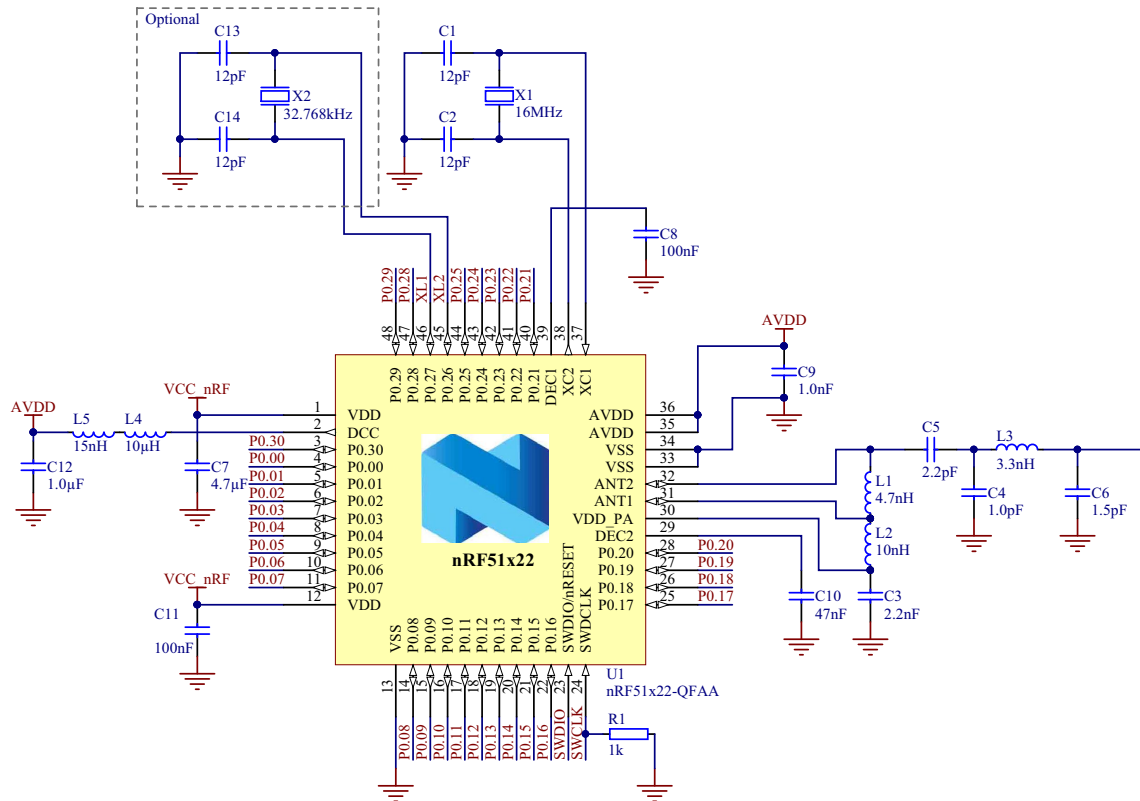 Optional
C13
12pF
X2
32.768kHz
C14
12pF
C1
12pF
X1
16MHz
C2
12pF
C8
100nF
P0.29
P0.28
XL1
XL2
P0.25
P0.24
P0.23
P0.22
P0.21
48
47
46
45
44
43
42
41
40
39
38
37
P0.29
P0.28
P0.27
P0.26
P0.25
P0.24
P0.23
P0.22
P0.21
DEC1
XC2
XC1
AVDD
C9
1.0nF
AVDD
L5
15nH
L4
10µH
C12
1.0µF
VCC_nRF
C7
4.7µF
1 VDD
2 DCC
P0.30 3 P0.30
P0.00 4 P0.00
P0.01 5 P0.01
P0.02 6 P0.02
P0.03 7 P0.03
P0.04 8 P0.04
P0.05 9 P0.05
P0.06 10 P0.06
P0.07 11 P0.07
12 VDD
VCC_nRF
C11
100nF
nRF51x22
AVDD 36
AVDD 35
VSS 34
VSS 33
ANT2 32
ANT1 31
VDD_PA 30
DEC2 29
P0.20 28 P0.20
P0.19 27 P0.19
P0.18 26 P0.18
P0.17 25 P0.17
C5
2.2pF
L3
3.3nH
L1
4.7nH
C4
1.0pF
C6
1.5pF
L2
10nH
C10
47nF
C3
2.2nF
VSS
P0.08
P0.09
P0.10
P0.11
P0.12
P0.13
P0.14
P0.15
P0.16
SWDIO/nRESET
SWDCLK
13
14
15
16
17
18
19
20
21
22
23
24
P0.08
P0.09
P0.10
P0.11
P0.12
P0.13
P0.14
P0.15
P0.16
SWDIO
SWCLK
U1
nRF51x22-QFAA
R1
1k